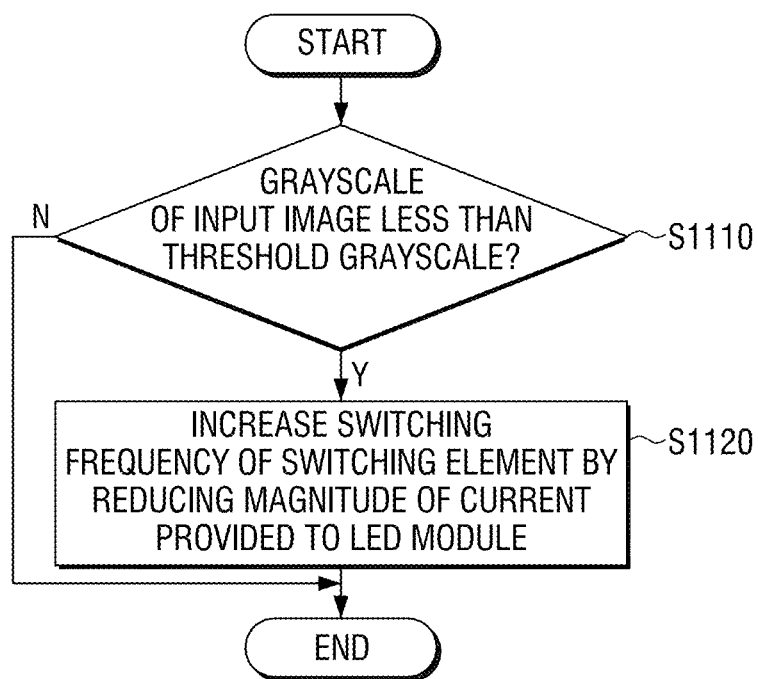 START
GRAYSCALE
OF INPUT IMAGE LESS THAN
THRESHOLD GRAYSCALE?
N
S1110
Y
INCREASE SWITCHING
FREQUENCY OF SWITCHING ELEMENT BY
REDUCING MAGNITUDE OF CURRENT
PROVIDED TO LED MODULE
S1120
END